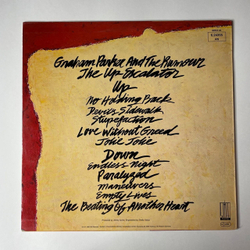 Graham Parker And The Rumour
The Up Escalator
Up
No Holding Back
Devil's Sidewalk
Stupefaction
Love Without Greed
Jolie Jolie
Down
Endless Night
Paralyzed
Maneuvers
Empty Lives
The Beating Of Another Heart